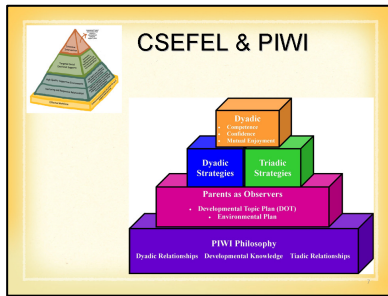 CSEFEL & PIWI
Dyadic
• Competence
• Confidence
• Mutual Enjoyment
Dyadic
Strategies
Triadic
Strategies
Parents as Observers
• Developmental Topic Plan (DOT)
• Environmental Plan
PIWI Philosophy
Dyadic Relationships Developmental Knowledge Tiadic Relationships